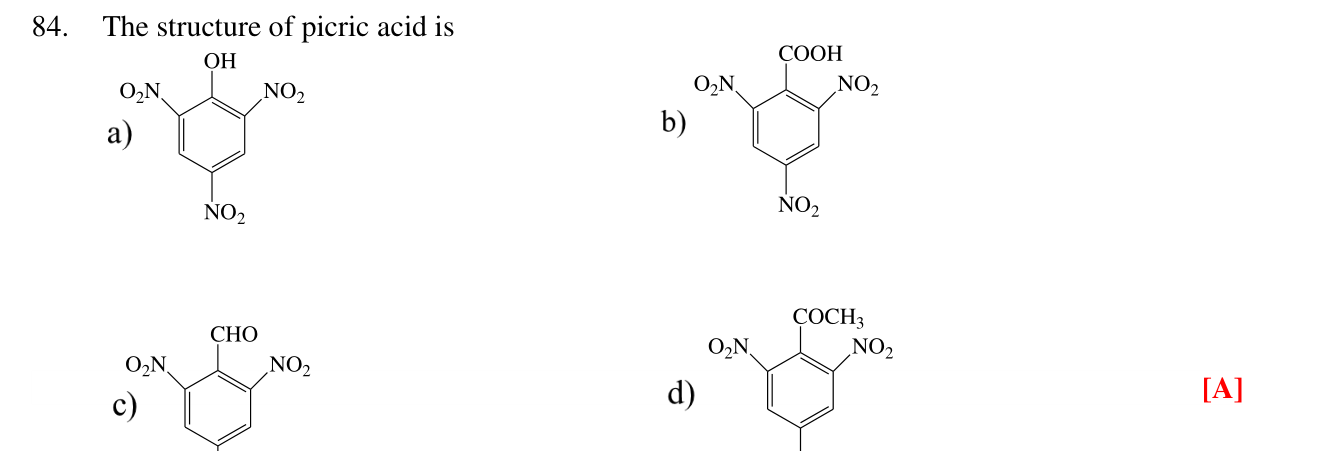 84. The structure of picric acid is
a) OH O₂N NO₂ NO₂
b) COOH O₂N NO₂ NO₂
c) CHO O₂N NO₂
d) COCH₃ O₂N NO₂
[A]